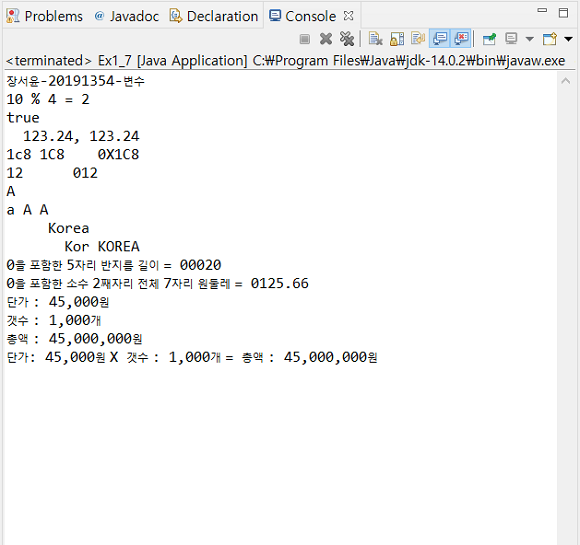 Problems @ Javadoc Declaration Console
<terminated> Ex1_7 [Java Application] C:₩Program Files₩Java₩jdk-14.0.2₩bin₩javaw.exe
장서윤-20191354-변수
10 % 4 = 2
true
  123.24, 123.24
1c8 1C8    0X1C8
12      012
A
a A A
     Korea
       Kor KOREA
0을 포함한 5자리 반지름 길이 = 00020
0을 포함한 소수 2째자리 전체 7자리 원둘레 = 0125.66
단가 : 45,000원
갯수 : 1,000개
총액 : 45,000,000원
단가: 45,000원 X 갯수 : 1,000개 = 총액 : 45,000,000원